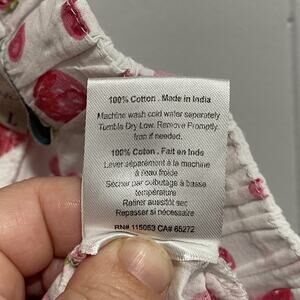 100% Cotton . Made in India
Machine wash cold water separately
Tumble Dry Low. Remove Promptly.
Iron if needed.
100% Coton . Fait en Inde
Laver séparément à la machine
à l'eau froide
Sécher par culbutage à basse
température
Retirer aussitôt sec
Repasser si nécessaire
RN# 115053 CA# 65272
L